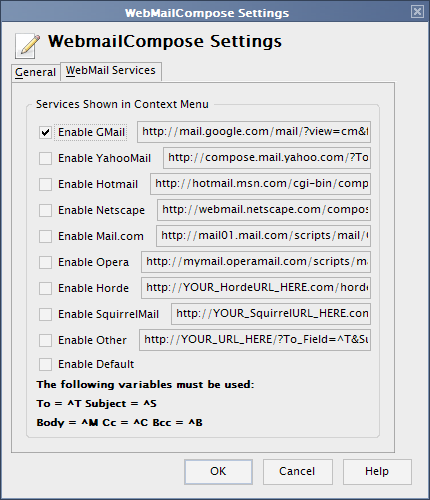 WebMailCompose Settings
WebmailCompose Settings
General WebMail Services
Services Shown in Context Menu
Enable GMail http://mail.google.com/mail/?view=cm&f
Enable YahooMail http://compose.mail.yahoo.com/?To
Enable Hotmail http://hotmail.msn.com/cgi-bin/comp
Enable Netscape http://webmail.netscape.com/compos
Enable Mail.com http://mail01.mail.com/scripts/mail/
Enable Opera http://mymail.operamail.com/scripts/ma
Enable Horde http://YOUR_HordeURL_HERE.com/horde
Enable SquirrelMail http://YOUR_SquirrelURL_HERE.con
Enable Other http://YOUR_URL_HERE/?To_Field=^T&Su
Enable Default
The following variables must be used:
To = ^T Subject = ^S
Body = ^M Cc = ^C Bcc = ^B
OK Cancel Help